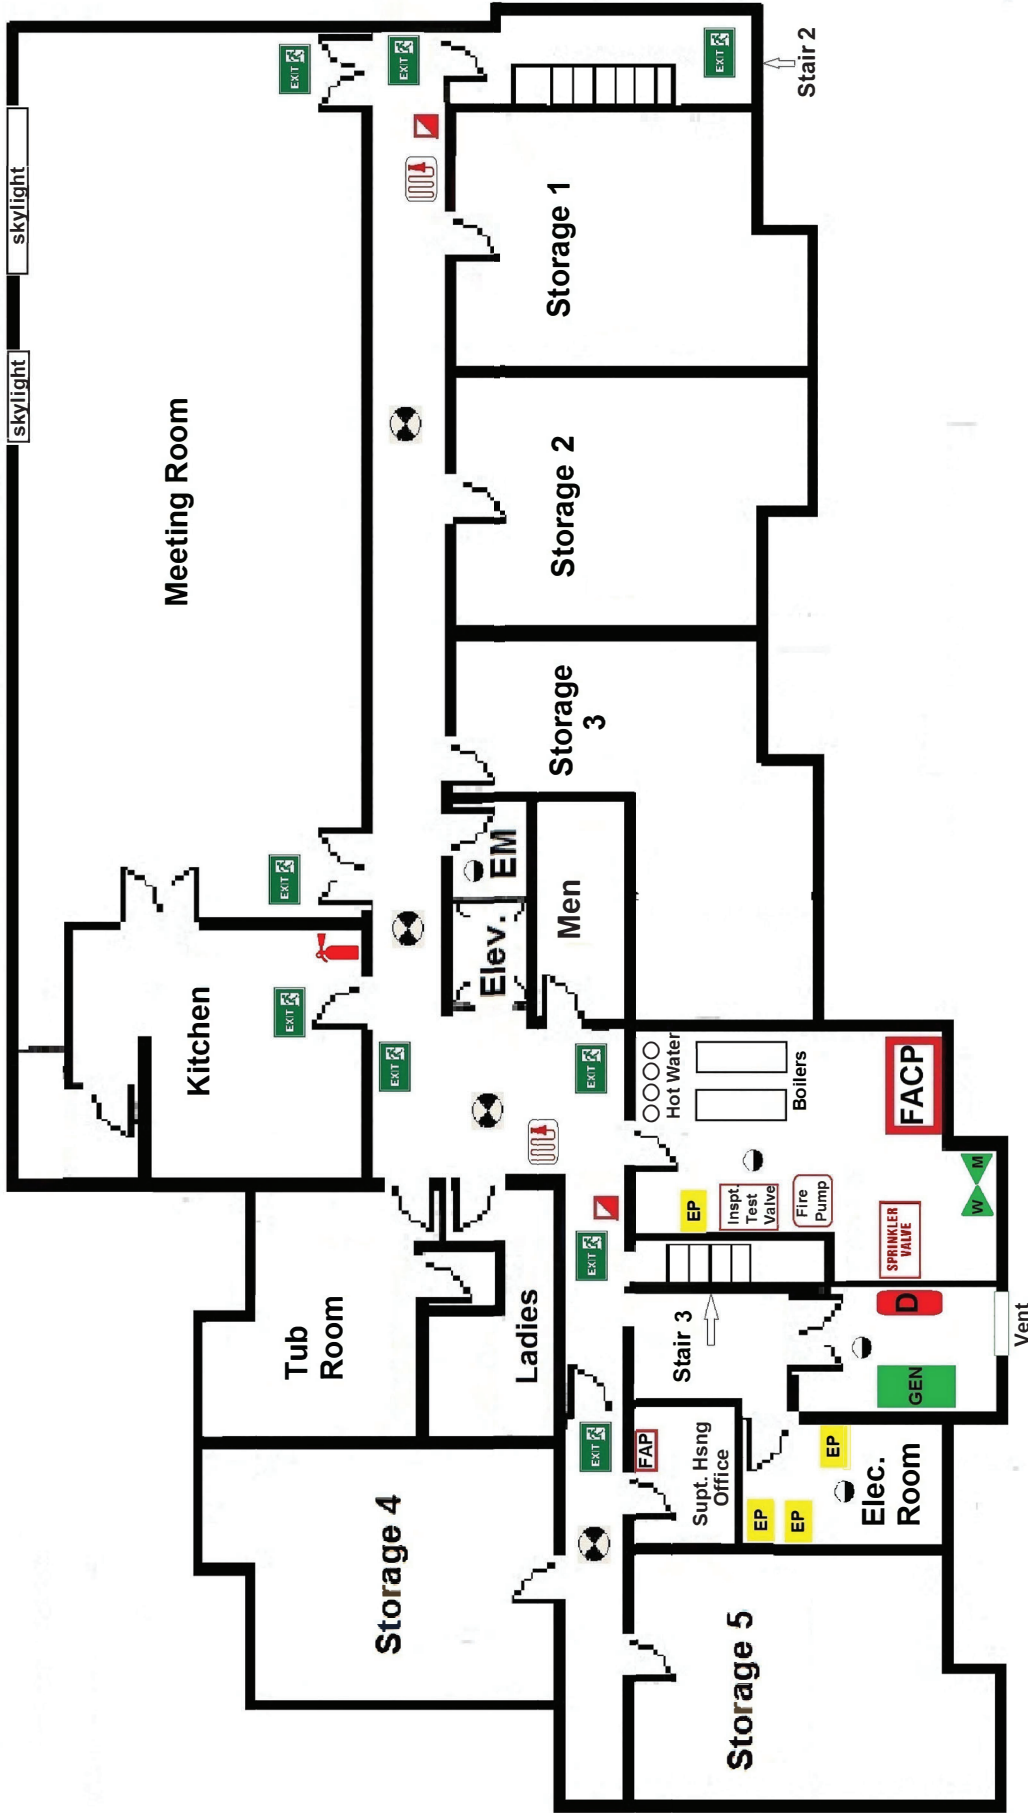 skylight
skylight
EXIT
EXIT
EXIT
Stair 2
Storage 1
Meeting Room
Storage 2
Storage
3
EXIT
EM
Elev.
Men
Kitchen
EXIT
EXIT
EXIT
Hot Water
Boilers
FACP
EP
Inspt.
Test
Valve
Fire
Pump
SPRINKLER
VALVE
W
M
EXIT
Tub
Room
Ladies
Stair 3
D
GEN
Vent
EXIT
FAP
Supt. Hsng
Office
EP
EP
EP
Elec.
Room
Storage 4
Storage 5